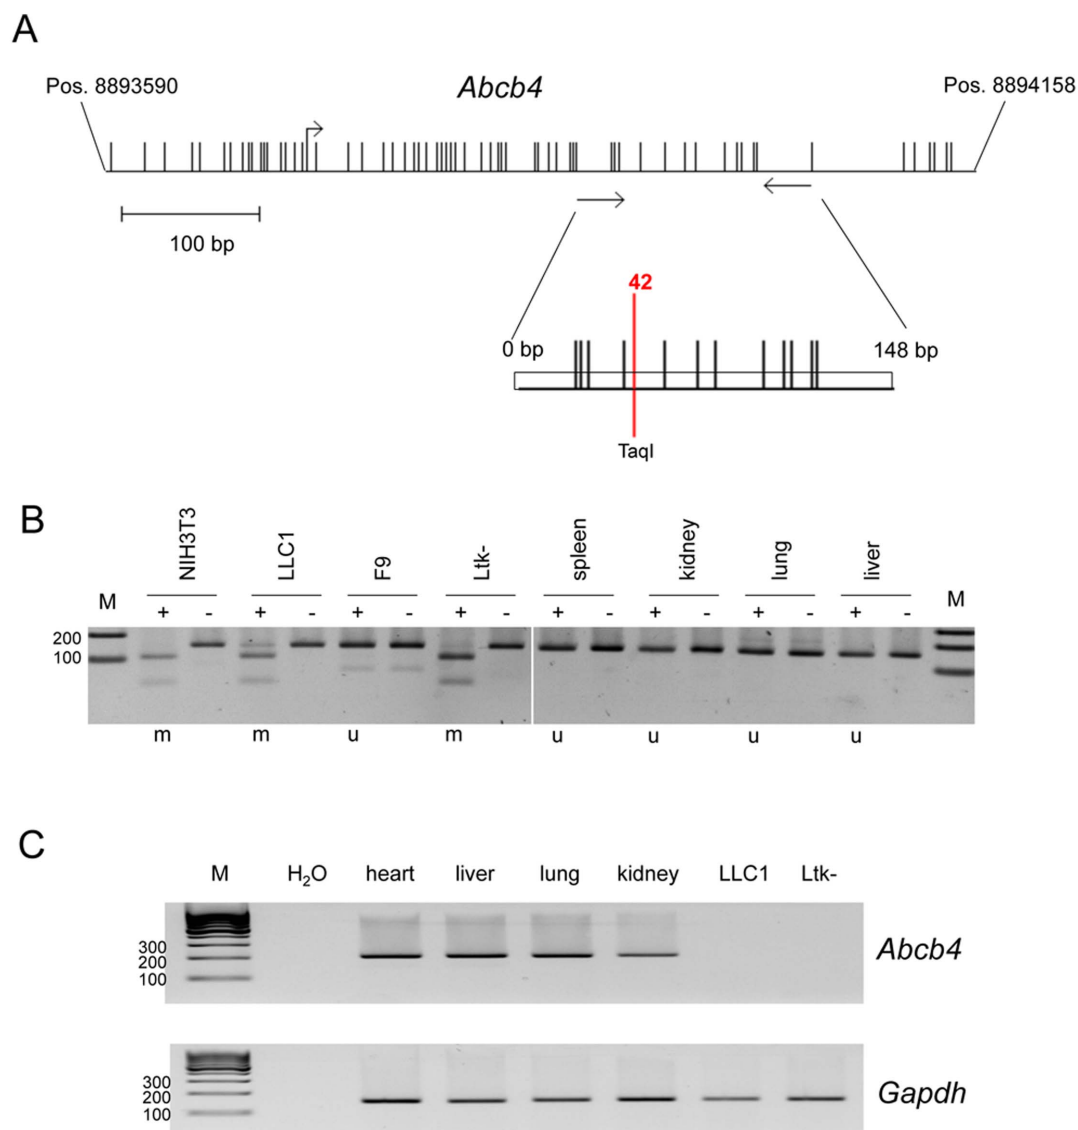 A
Pos. 8893590 Abcb4 Pos. 8894158
100 bp
42
0 bp 148 bp
TaqI
B
NIH3T3 LLC1 F9 Ltk- spleen kidney lung liver
M M
+ - + - + - + - + - + - + - + -
200
100
m m u m u u u u
C
M H2O heart liver lung kidney LLC1 Ltk-
300
200
100
Abcb4
300
200
100
Gapdh